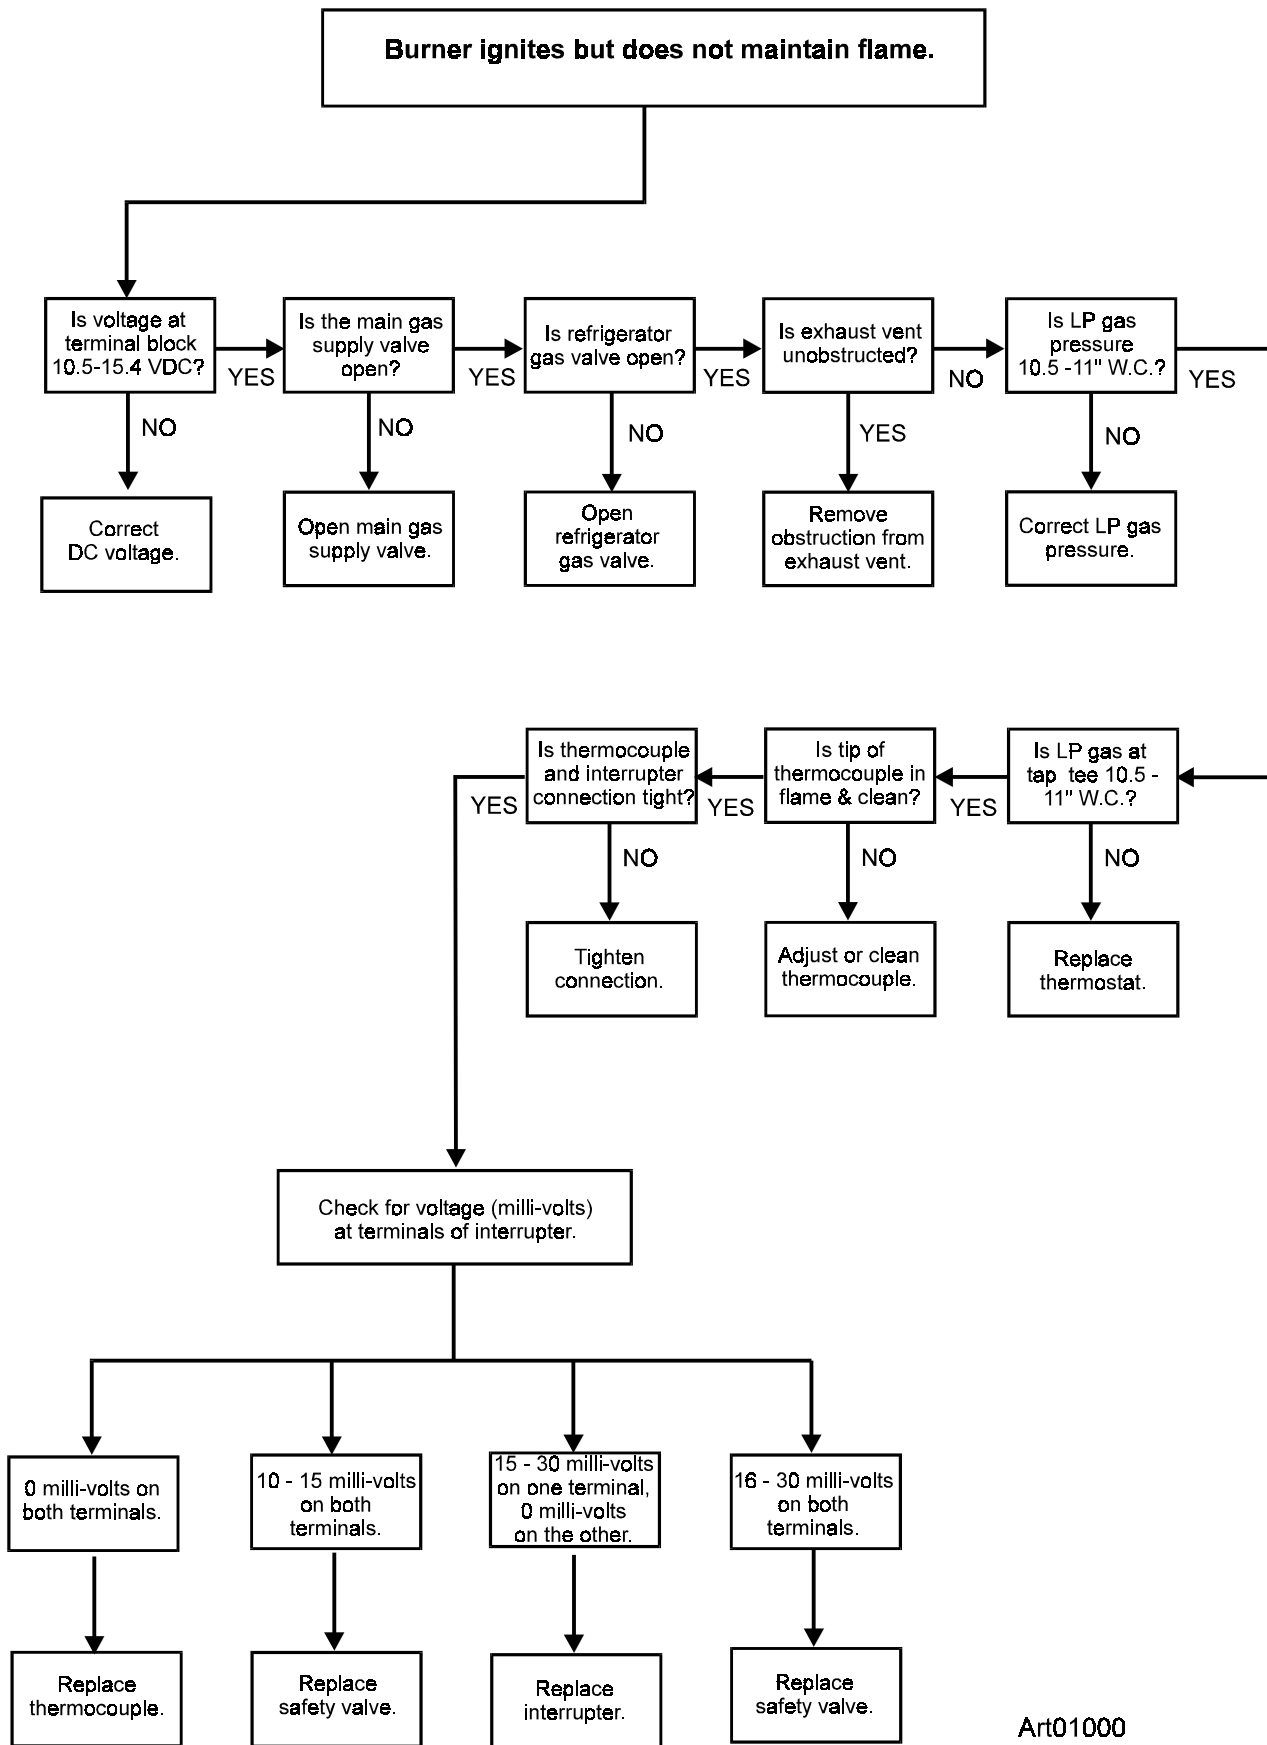 Burner ignites but does not maintain flame.
Is voltage at
terminal block
10.5-15.4 VDC?
YES
Is the main gas
supply valve
open?
YES
Is refrigerator
gas valve open?
YES
Is exhaust vent
unobstructed?
NO
Is LP gas
pressure
10.5 -11" W.C.?
YES
NO
NO
NO
YES
NO
Correct
DC voltage.
Open main gas
supply valve.
Open
refrigerator
gas valve.
Remove
obstruction from
exhaust vent.
Correct LP gas
pressure.
Is thermocouple
and interrupter
connection tight?
Is tip of
thermocouple in
flame & clean?
Is LP gas at
tap tee 10.5 -
11" W.C.?
YES
YES
YES
NO
NO
NO
Tighten
connection.
Adjust or clean
thermocouple.
Replace
thermostat.
Check for voltage (milli-volts)
at terminals of interrupter.
0 milli-volts on
both terminals.
10 - 15 milli-volts
on both
terminals.
15 - 30 milli-volts
on one terminal,
0 milli-volts
on the other.
16 - 30 milli-volts
on both
terminals.
Replace
thermocouple.
Replace
safety valve.
Replace
interrupter.
Replace
safety valve.
Art01000